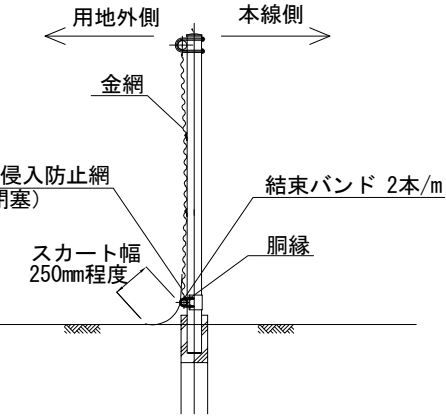 用地外側
本線側
金網
侵入防止網
閉塞）
結束バンド 2本/m
スカート幅
250mm程度
胴縁